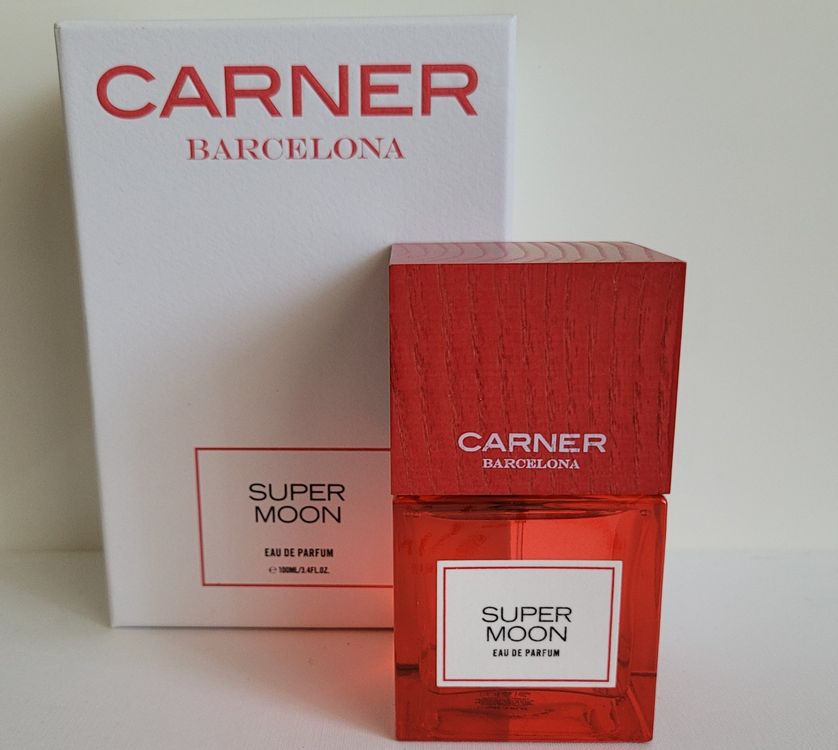 CARNER
BARCELONA
SUPER
MOON
EAU DE PARFUM
℮ 100ML/3.4FL.OZ.
CARNER
BARCELONA
SUPER
MOON
EAU DE PARFUM